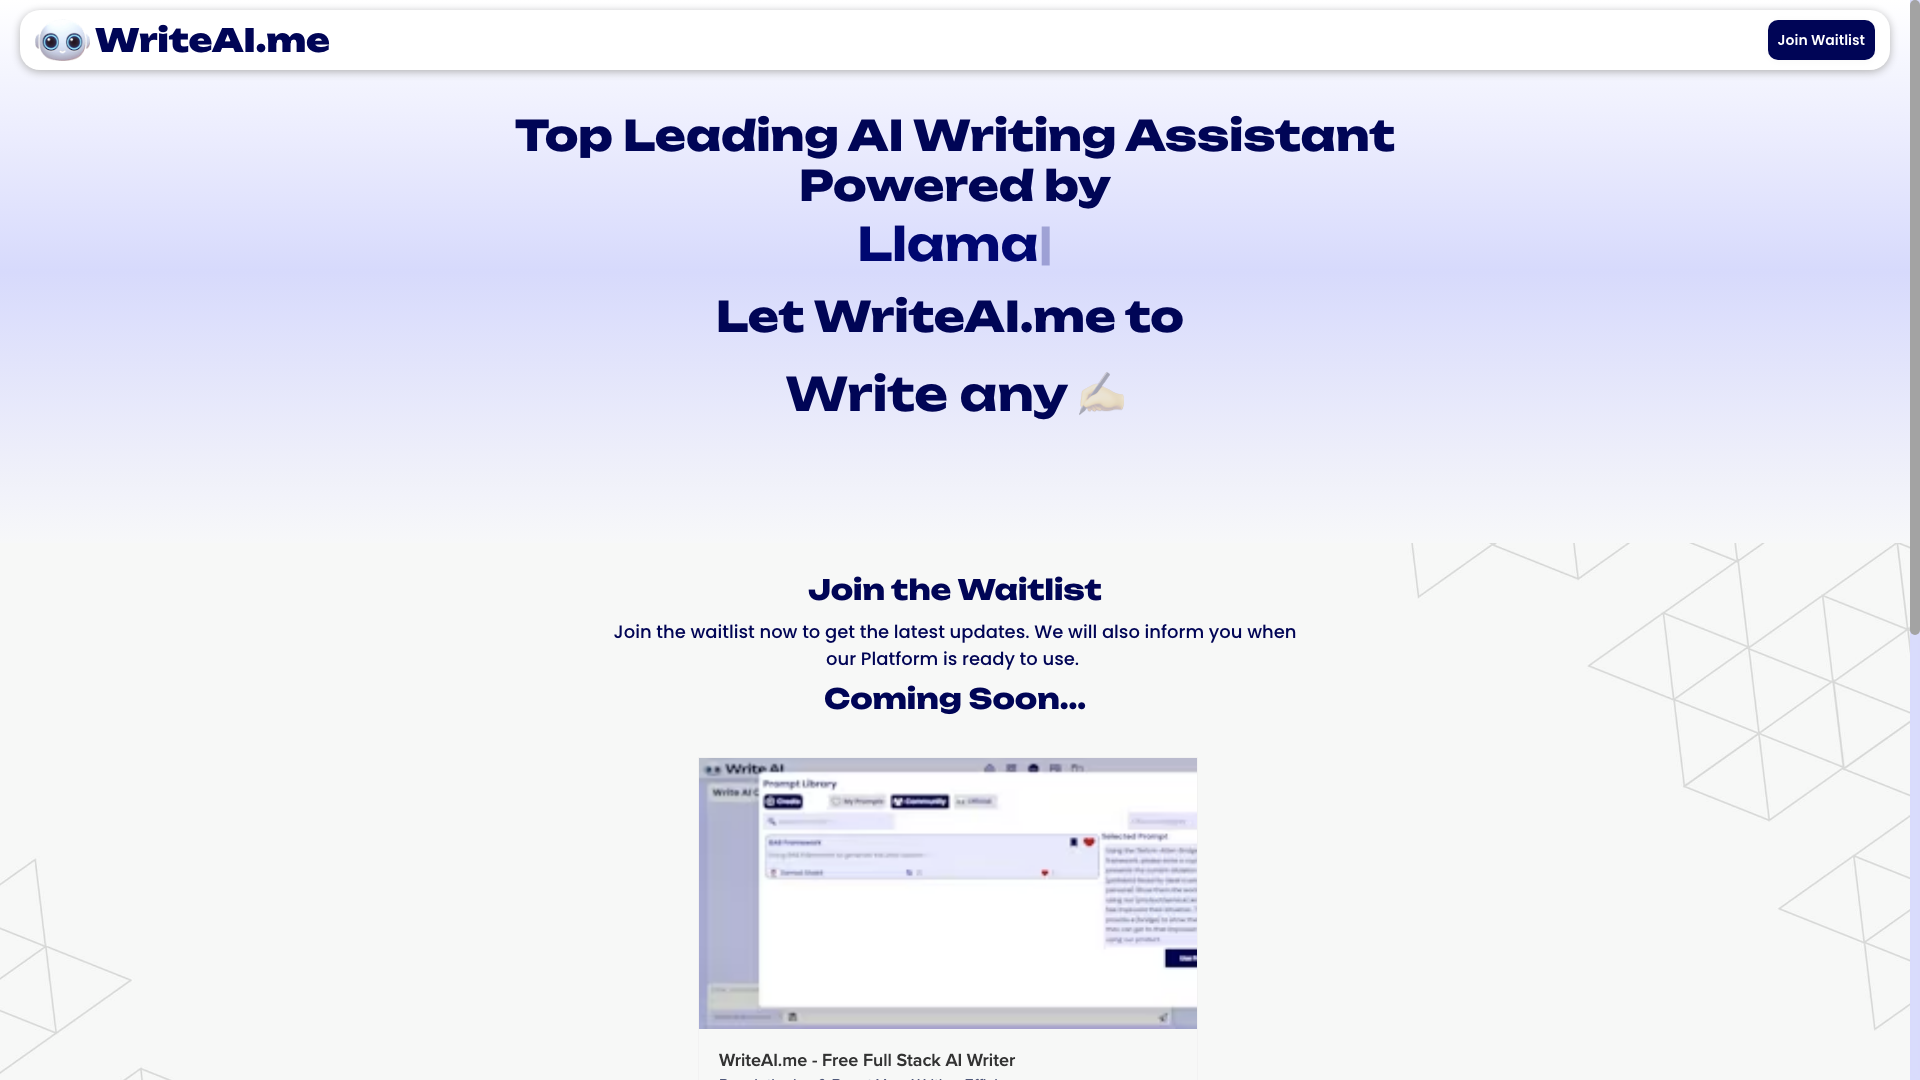 WriteAI.me
Join Waitlist
Top Leading AI Writing Assistant
Powered by
Llama
Let WriteAI.me to
Write any ✍🏻
Join the Waitlist
Join the waitlist now to get the latest updates. We will also inform you when
our Platform is ready to use.
Coming Soon...
Write AI
Prompt Library
Write AI
Create
My Prompts
Community
Official
Selected Prompt
BAB Framework
WriteAI.me - Free Full Stack AI Writer